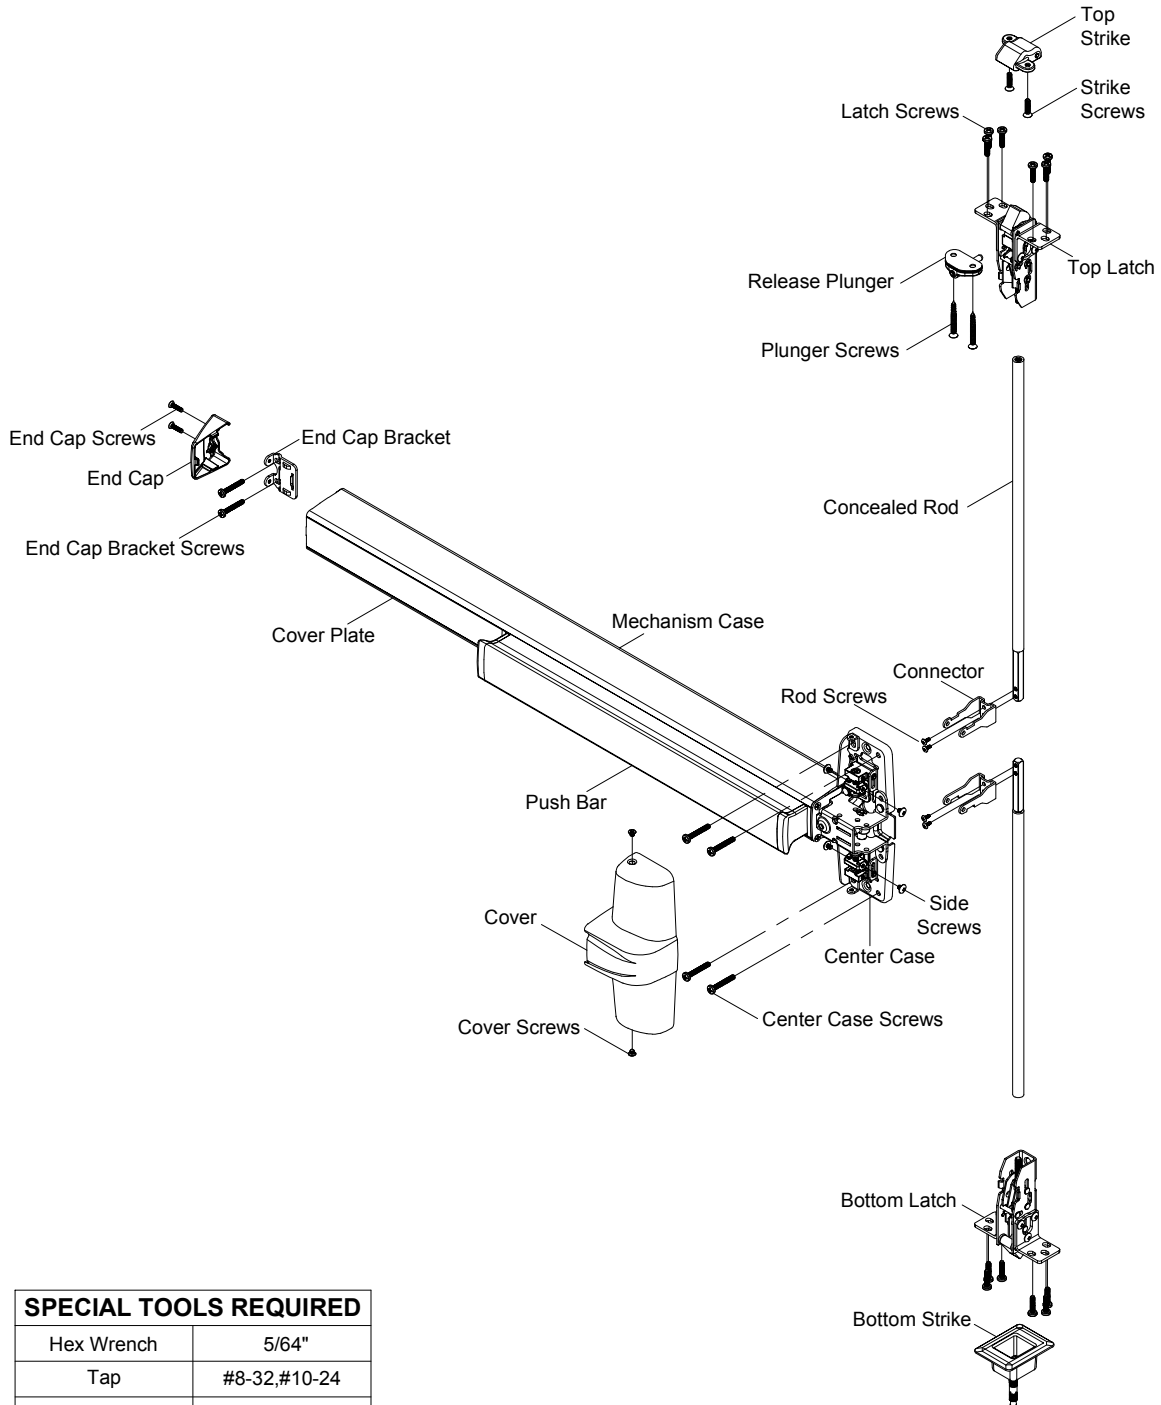 Top
Strike
Strike
Screws
Latch Screws
Top Latch
Release Plunger
Plunger Screws
End Cap Screws
End Cap Bracket
End Cap
End Cap Bracket Screws
Concealed Rod
Cover Plate
Mechanism Case
Connector
Rod Screws
Push Bar
Side
Screws
Cover
Center Case
Center Case Screws
Cover Screws
Bottom Latch
Bottom Strike
SPECIAL TOOLS REQUIRED
Hex Wrench 5/64"
Tap #8-32,#10-24